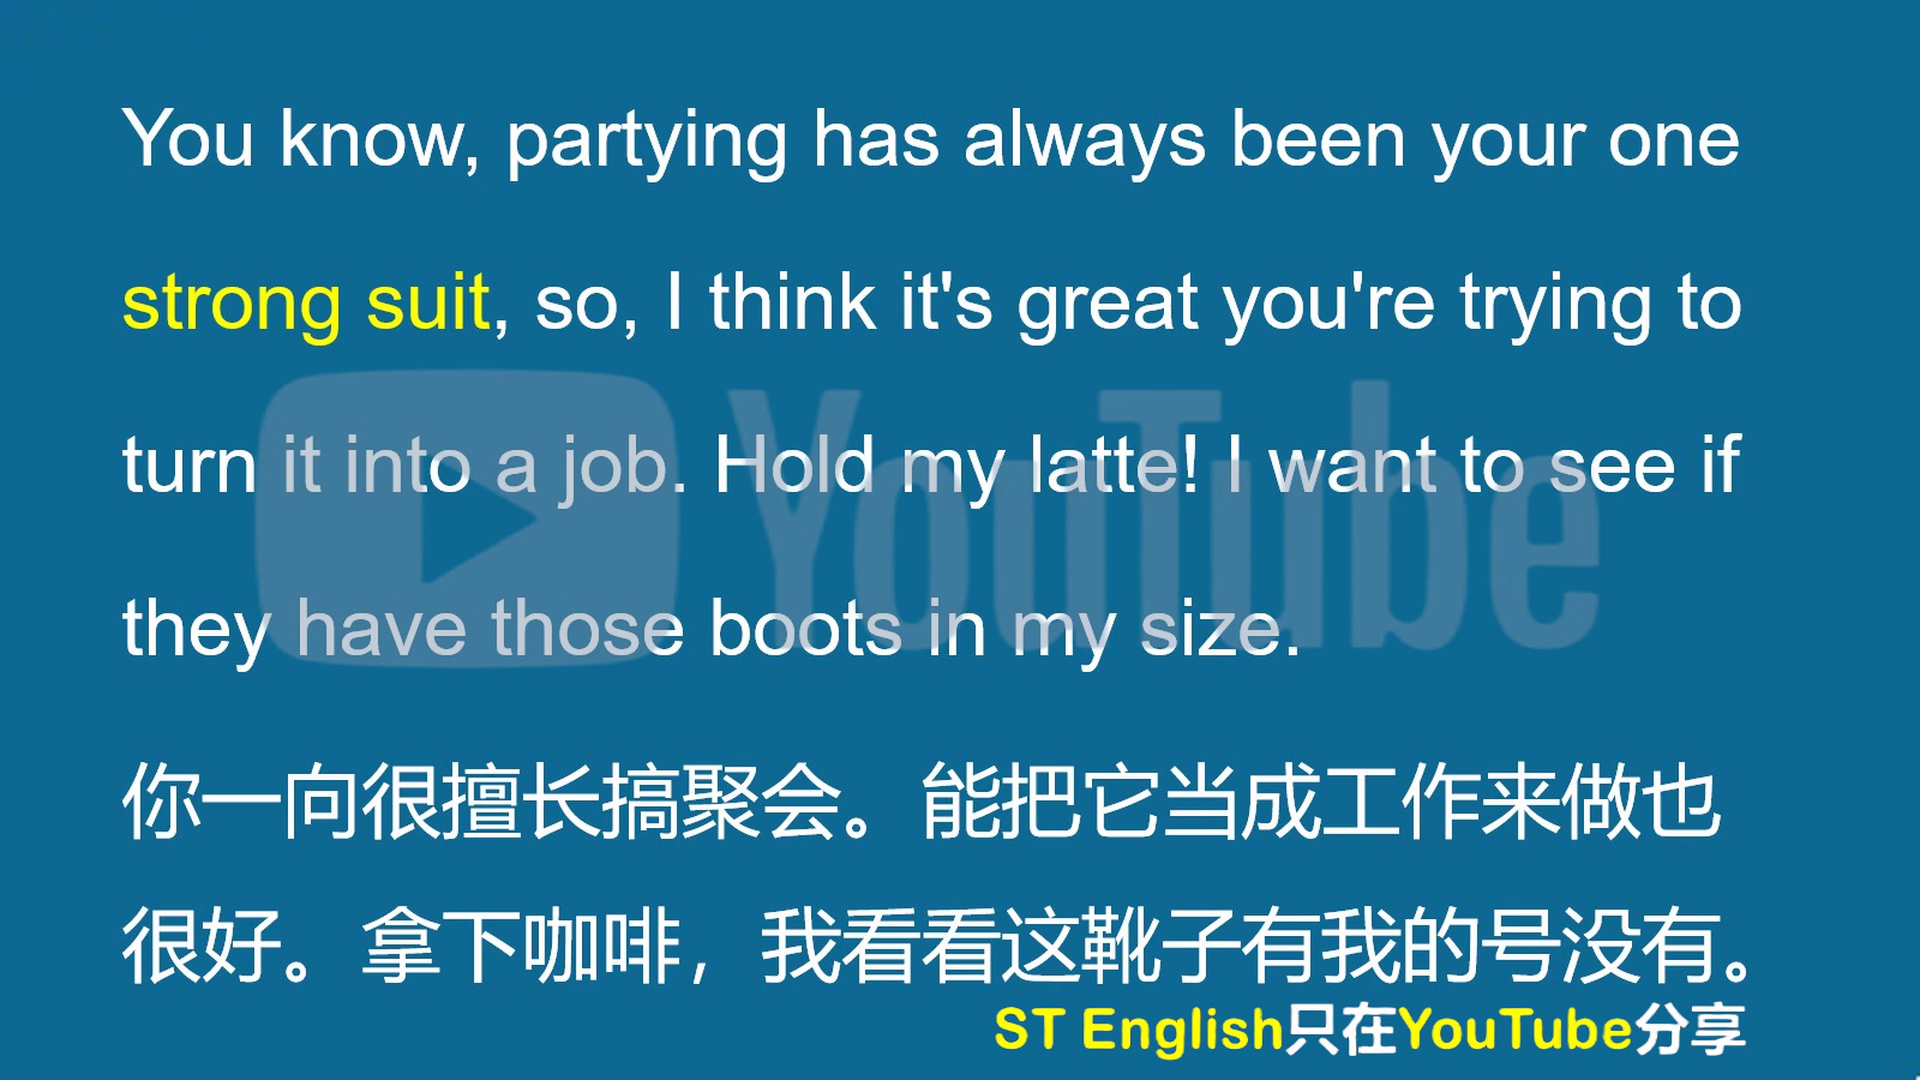 You know, partying has always been your one
strong suit, so, I think it's great you're trying to
turn it into a job. Hold my latte! I want to see if
they have those boots in my size.
YouTube
你一向很擅长搞聚会。能把它当成工作来做也
很好。拿下咖啡，我看看这靴子有我的号没有。
ST English只在YouTube分享